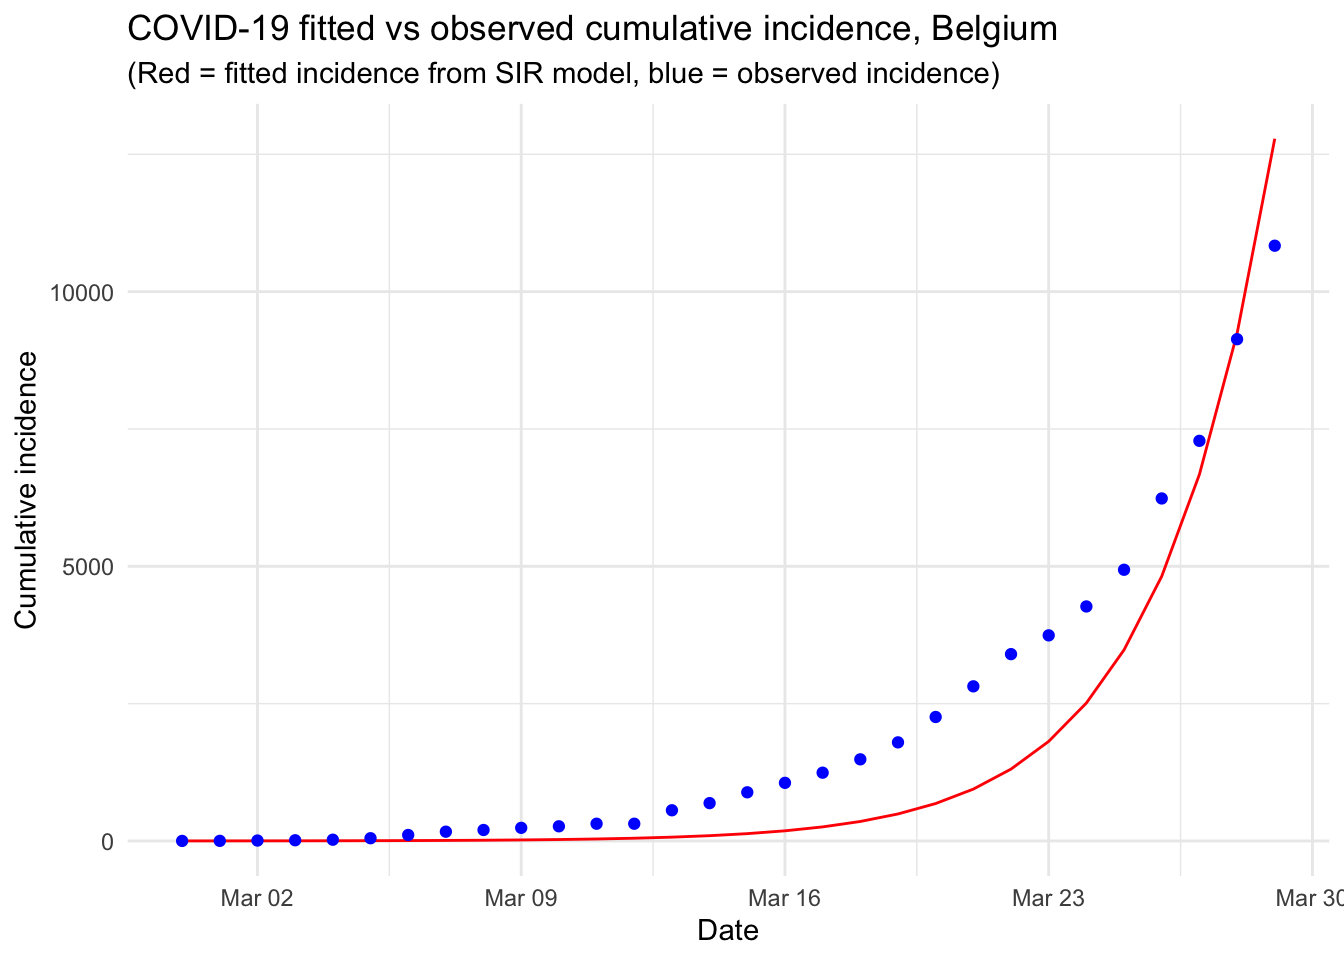 COVID-19 fitted vs observed cumulative incidence, Belgium
(Red = fitted incidence from SIR model, blue = observed incidence)
Cumulative incidence
10000
5000
0
Mar 02
Mar 09
Mar 16
Mar 23
Mar 30
Date